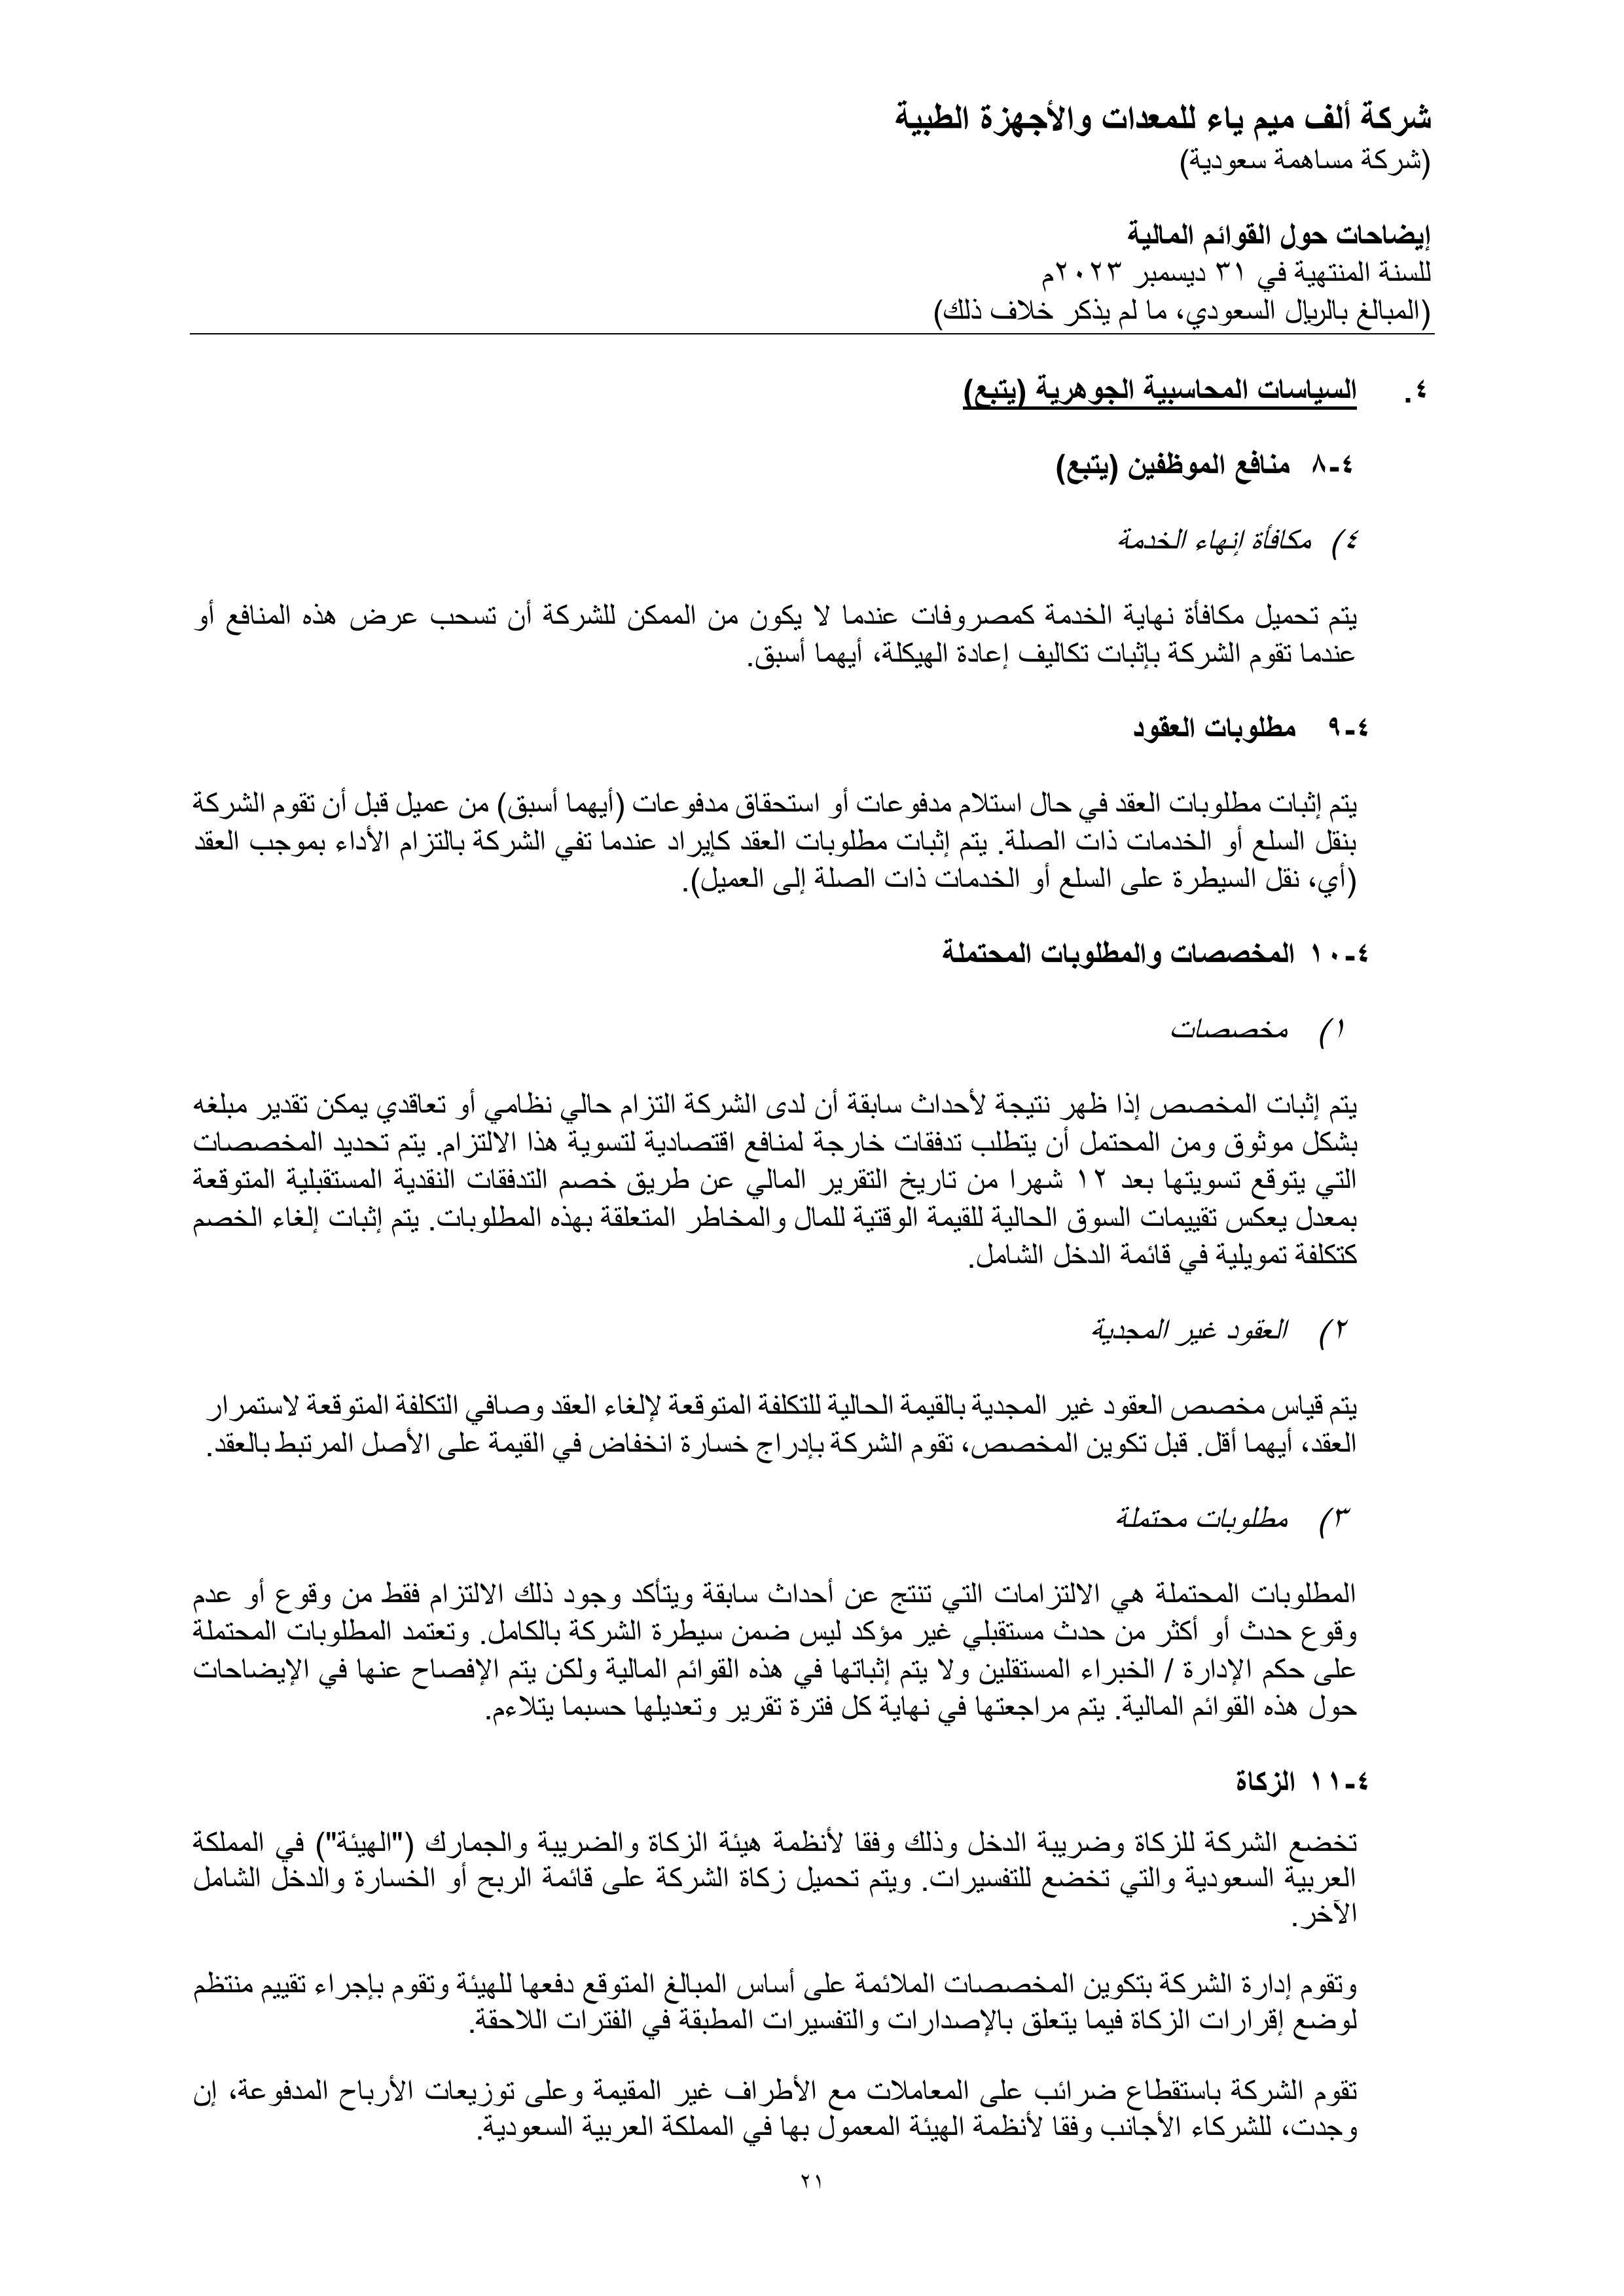 شركة ألف ميم ياء للمعدات والأجهزة الطبية
(شركة مساهمة سعودية)
إيضاحات حول القوائم المالية
للسنة المنتهية في ٣١ ديسمبر ٢٠٢٣م
(المبالغ بالريال السعودي، ما لم يذكر خلاف ذلك)
٤. السياسات المحاسبية الجوهرية (يتبع)
٤-٨ منافع الموظفين (يتبع)
٤) مكافأة إنهاء الخدمة
يتم تحميل مكافأة نهاية الخدمة كمصروفات عندما لا يكون من الممكن للشركة أن تسحب عرض هذه المنافع أو
عندما تقوم الشركة بإثبات تكاليف إعادة الهيكلة، أيهما أسبق.
٤-٩ مطلوبات العقود
يتم إثبات مطلوبات العقد في حال استلام مدفوعات أو استحقاق مدفوعات (أيهما أسبق) من عميل قبل أن تقوم الشركة
بنقل السلع أو الخدمات ذات الصلة. يتم إثبات مطلوبات العقد كإيراد عندما تفي الشركة بالتزام الأداء بموجب العقد
(أي، نقل السيطرة على السلع أو الخدمات ذات الصلة إلى العميل).
٤-١٠ المخصصات والمطلوبات المحتملة
١) مخصصات
يتم إثبات المخصص إذا ظهر نتيجة لأحداث سابقة أن لدى الشركة التزام حالي نظامي أو تعاقدي يمكن تقدير مبلغه
بشكل موثوق ومن المحتمل أن يتطلب تدفقات خارجة لمنافع اقتصادية لتسوية هذا الالتزام. يتم تحديد المخصصات
التي يتوقع تسويتها بعد ١٢ شهرا من تاريخ التقرير المالي عن طريق خصم التدفقات النقدية المستقبلية المتوقعة
بمعدل يعكس تقييمات السوق الحالية للقيمة الوقتية للمال والمخاطر المتعلقة بهذه المطلوبات. يتم إثبات إلغاء الخصم
كتكلفة تمويلية في قائمة الدخل الشامل.
٢) العقود غير المجدية
يتم قياس مخصص العقود غير المجدية بالقيمة الحالية للتكلفة المتوقعة لإلغاء العقد وصافي التكلفة المتوقعة لاستمرار
العقد، أيهما أقل. قبل تكوين المخصص، تقوم الشركة بإدراج خسارة انخفاض في القيمة على الأصل المرتبط بالعقد.
٣) مطلوبات محتملة
المطلوبات المحتملة هي الالتزامات التي تنتج عن أحداث سابقة ويتأكد وجود ذلك الالتزام فقط من وقوع أو عدم
وقوع حدث أو أكثر من حدث مستقبلي غير مؤكد ليس ضمن سيطرة الشركة بالكامل. وتعتمد المطلوبات المحتملة
على حكم الإدارة / الخبراء المستقلين ولا يتم إثباتها في هذه القوائم المالية ولكن يتم الإفصاح عنها في الإيضاحات
حول هذه القوائم المالية. يتم مراجعتها في نهاية كل فترة تقرير وتعديلها حسبما يتلاءم.
٤-١١ الزكاة
تخضع الشركة للزكاة وضريبة الدخل وذلك وفقا لأنظمة هيئة الزكاة والضريبة والجمارك ("الهيئة") في المملكة
العربية السعودية والتي تخضع للتفسيرات. ويتم تحميل زكاة الشركة على قائمة الربح أو الخسارة والدخل الشامل
الآخر.
وتقوم إدارة الشركة بتكوين المخصصات الملائمة على أساس المبالغ المتوقع دفعها للهيئة وتقوم بإجراء تقييم منتظم
لوضع إقرارات الزكاة فيما يتعلق بالإصدارات والتفسيرات المطبقة في الفترات اللاحقة.
تقوم الشركة باستقطاع ضرائب على المعاملات مع الأطراف غير المقيمة وعلى توزيعات الأرباح المدفوعة، إن
وجدت، للشركاء الأجانب وفقا لأنظمة الهيئة المعمول بها في المملكة العربية السعودية.
٢١